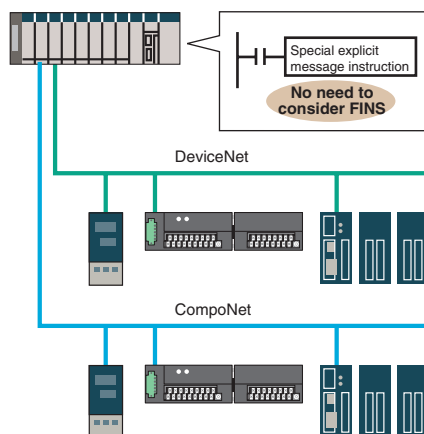 Special explicit
message instruction
No need to
consider FINS
DeviceNet
CompoNet